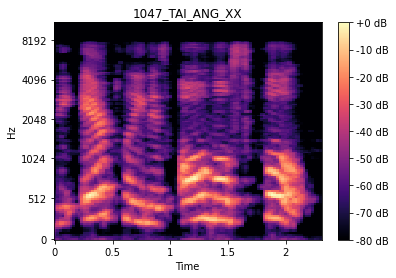 1047_TAI_ANG_XX
+0 dB
8192
-10 dB
4096
-20 dB
-30 dB
2048
-40 dB
Hz
1024
-50 dB
512
-60 dB
-70 dB
0
-80 dB
0 0.5 1 1.5 2
Time